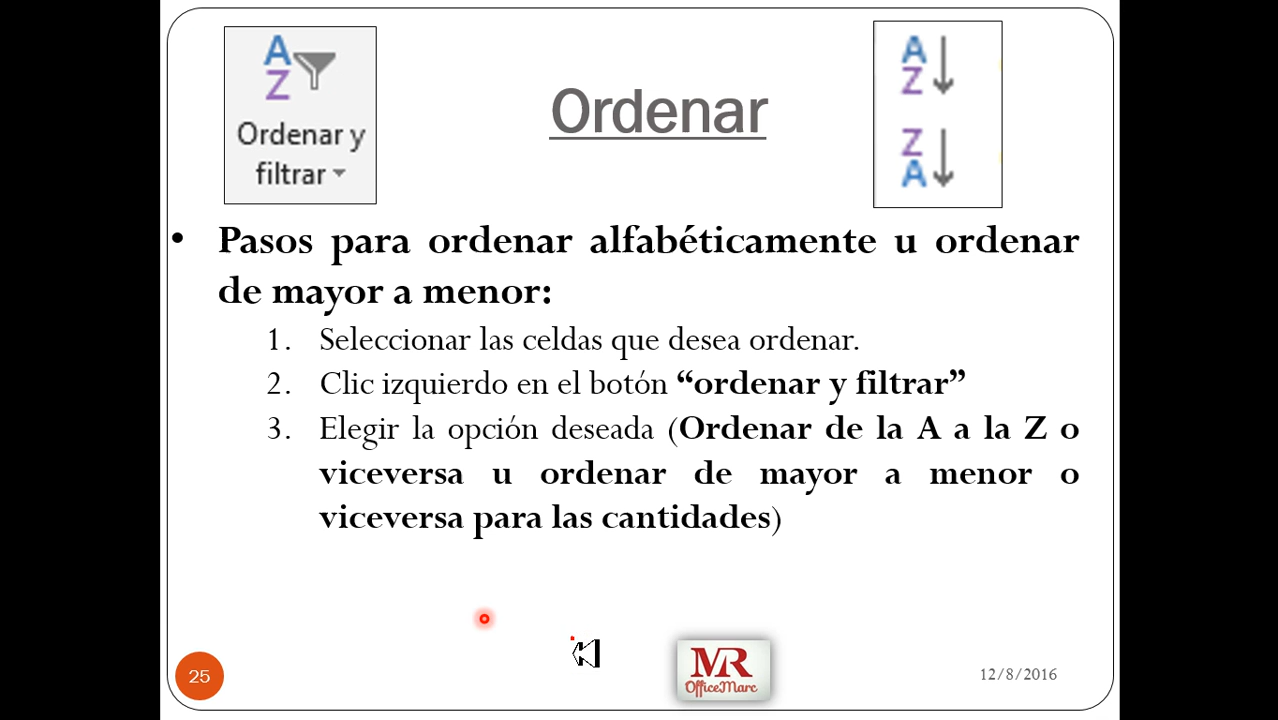 A
Z
Ordenar y
filtrar
Ordenar
A
Z
Z
A
• Pasos para ordenar alfabéticamente u ordenar
de mayor a menor:
1. Seleccionar las celdas que desea ordenar.
2. Clic izquierdo en el botón “ordenar y filtrar”
3. Elegir la opción deseada (Ordenar de la A a la Z o
viceversa u ordenar de mayor a menor o
viceversa para las cantidades)
25
MR
OfficeMarc
12/8/2016